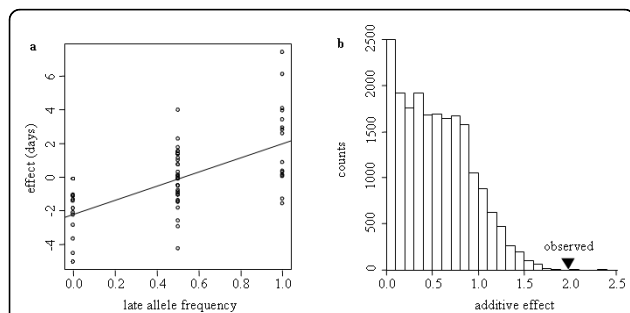 a
effect (days)
6
4
2
0
-2
-4
0.0 0.2 0.4 0.6 0.8 1.0
late allele frequency
b
counts
2500
2000
1500
1000
500
0
observed
0.0 0.5 1.0 1.5 2.0 2.5
additive effect